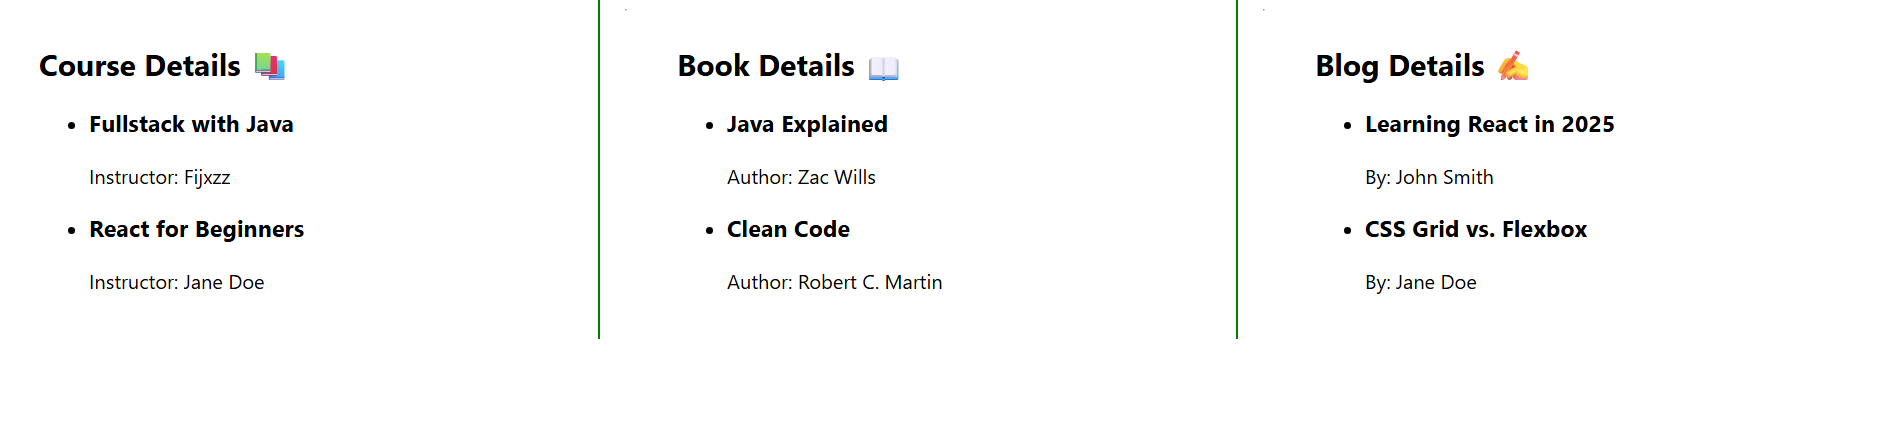 Course Details 📚
Fullstack with Java
Instructor: Fijxzz
React for Beginners
Instructor: Jane Doe
Book Details 📖
Java Explained
Author: Zac Wills
Clean Code
Author: Robert C. Martin
Blog Details ✍️
Learning React in 2025
By: John Smith
CSS Grid vs. Flexbox
By: Jane Doe